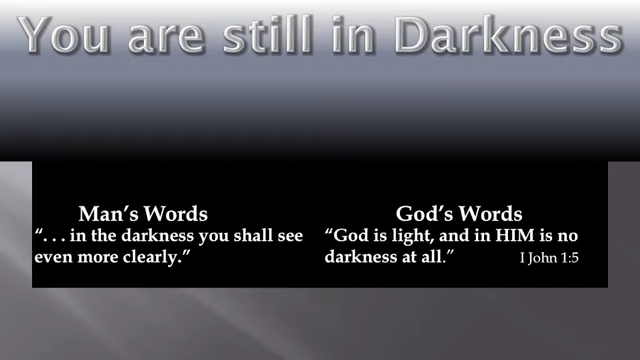 You are still in Darkness
Man’s Words
“. . . in the darkness you shall see
even more clearly.”
God’s Words
“God is light, and in HIM is no
darkness at all.” I John 1:5